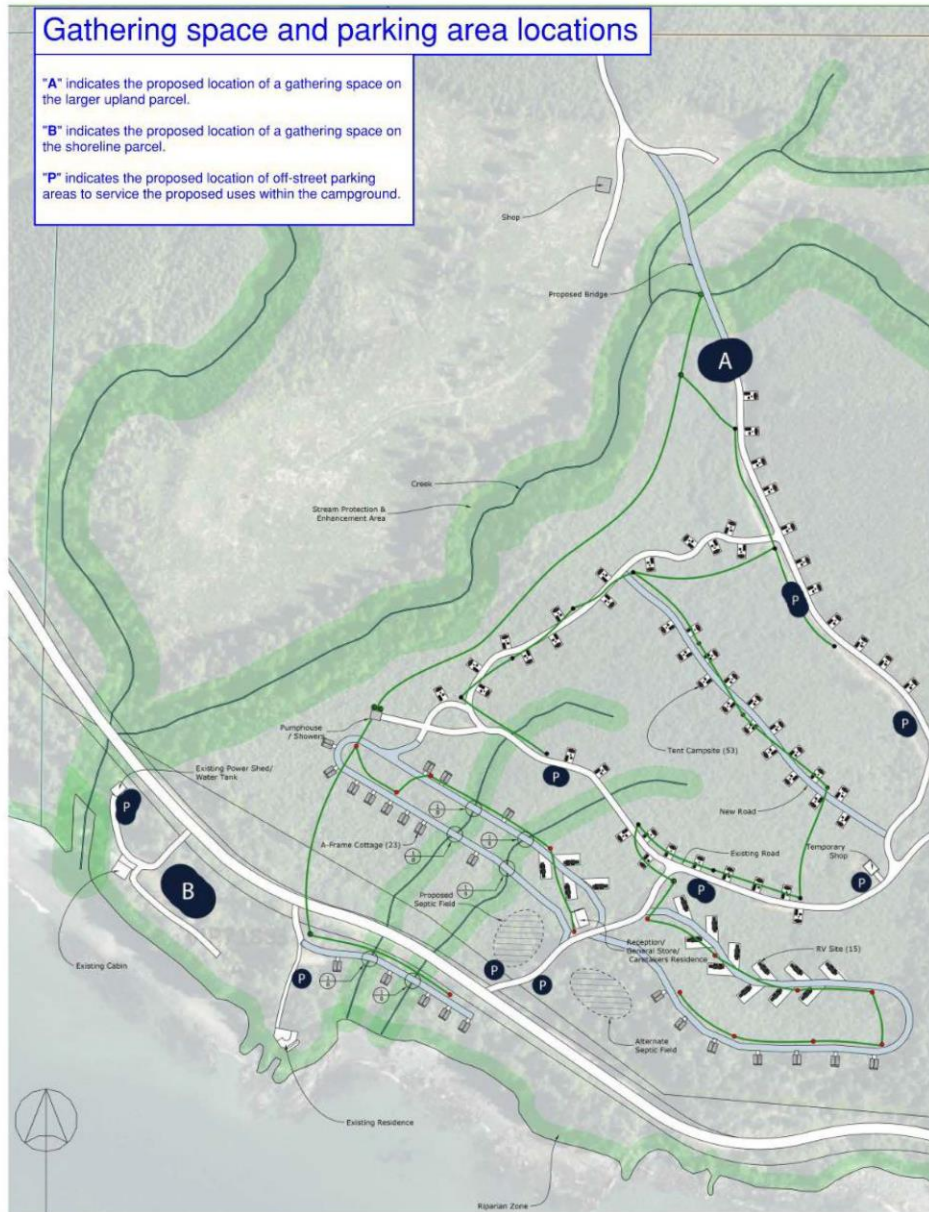 Gathering space and parking area locations
"A" indicates the proposed location of a gathering space on
the larger upland parcel.
"B" indicates the proposed location of a gathering space on
the shoreline parcel.
"P" indicates the proposed location of off-street parking
areas to service the proposed uses within the campground.
Shop
Proposed Bridge
A
Creek
Stream Protection &
Enhancement Area
P
Pumphouse
/ Showers
P
Tent Campsite (53)
P
Existing Power Shed/
Water Tank
P
New Road
A-Frame Cottage (23)
Existing Road
Temporary
Shop
P
B
P
Proposed
Septic Field
Reception/
General Store/
Caretakers Residence
RV Site (15)
Existing Cabin
P
P
P
Alternate
Septic Field
Existing Residence
Riparian Zone